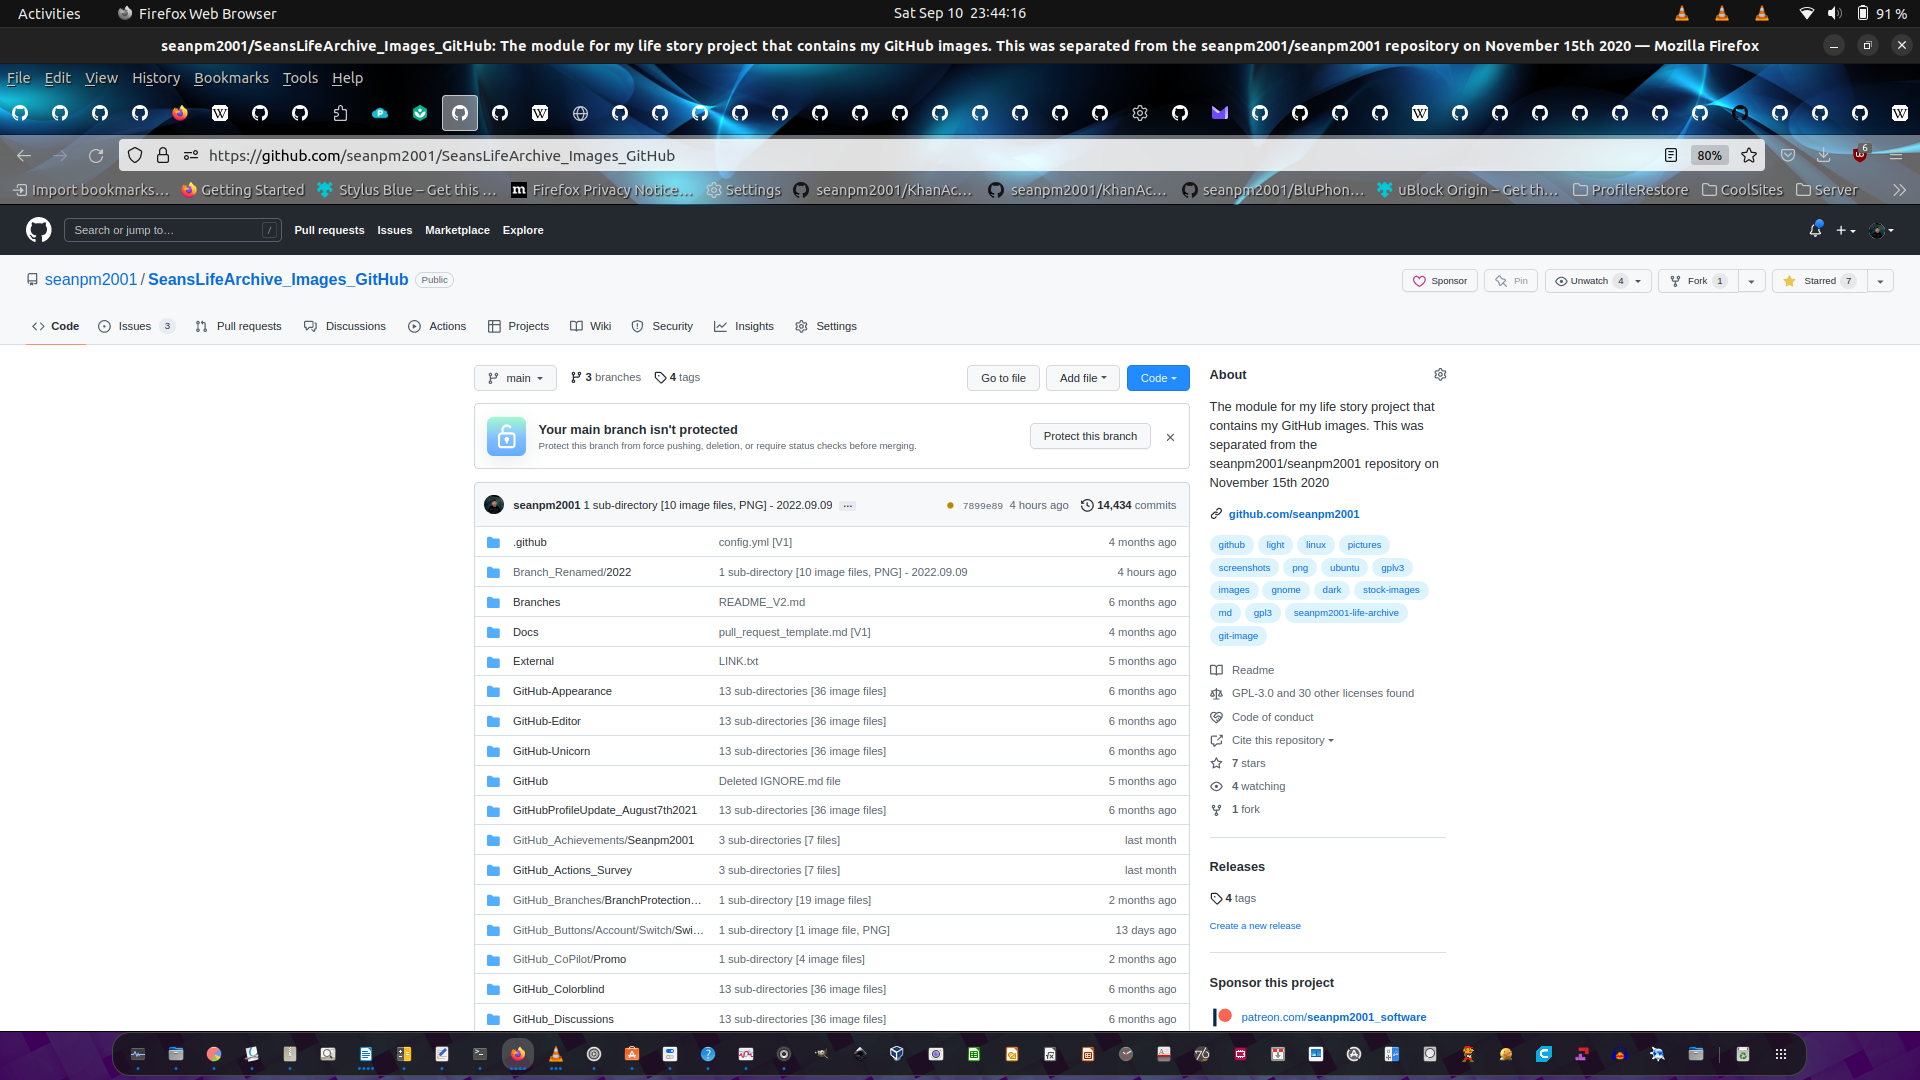 Activities
Firefox Web Browser
Sat Sep 10 23:44:16
91 %
seanpm2001/SeansLifeArchive_Images_GitHub: The module for my life story project that contains my GitHub images. This was separated from the seanpm2001/seanpm2001 repository on November 15th 2020 — Mozilla Firefox
File Edit View History Bookmarks Tools Help
https://github.com/seanpm2001/SeansLifeArchive_Images_GitHub
80%
6
Import bookmarks… Getting Started Stylus Blue – Get this … Firefox Privacy Notice… Settings seanpm2001/KhanAc… seanpm2001/KhanAc… seanpm2001/BluPhon… uBlock Origin – Get th… ProfileRestore CoolSites Server
Search or jump to… /
Pull requests Issues Marketplace Explore
seanpm2001 / SeansLifeArchive_Images_GitHub Public
Sponsor Pin Unwatch 4 Fork 1 Starred 7
Code Issues 3 Pull requests Discussions Actions Projects Wiki Security Insights Settings
main 3 branches 4 tags
Go to file Add file Code
Your main branch isn't protected
Protect this branch from force pushing, deletion, or require status checks before merging.
Protect this branch
seanpm2001 1 sub-directory [10 image files, PNG] - 2022.09.09 … 7899e89 4 hours ago 14,434 commits
.github config.yml [V1] 4 months ago
Branch_Renamed/2022 1 sub-directory [10 image files, PNG] - 2022.09.09 4 hours ago
Branches README_V2.md 6 months ago
Docs pull_request_template.md [V1] 4 months ago
External LINK.txt 5 months ago
GitHub-Appearance 13 sub-directories [36 image files] 6 months ago
GitHub-Editor 13 sub-directories [36 image files] 6 months ago
GitHub-Unicorn 13 sub-directories [36 image files] 6 months ago
GitHub Deleted IGNORE.md file 5 months ago
GitHubProfileUpdate_August7th2021 13 sub-directories [36 image files] 6 months ago
GitHub_Achievements/Seanpm2001 3 sub-directories [7 files] last month
GitHub_Actions_Survey 3 sub-directories [7 files] last month
GitHub_Branches/BranchProtection… 1 sub-directory [19 image files] 2 months ago
GitHub_Buttons/Account/Switch/Swi… 1 sub-directory [1 image file, PNG] 13 days ago
GitHub_CoPilot/Promo 1 sub-directory [4 image files] 2 months ago
GitHub_Colorblind 13 sub-directories [36 image files] 6 months ago
GitHub_Discussions 13 sub-directories [36 image files] 6 months ago
About
The module for my life story project that
contains my GitHub images. This was
separated from the
seanpm2001/seanpm2001 repository on
November 15th 2020
github.com/seanpm2001
github light linux pictures
screenshots png ubuntu gplv3
images gnome dark stock-images
md gpl3 seanpm2001-life-archive
git-image
Readme
GPL-3.0 and 30 other licenses found
Code of conduct
Cite this repository
7 stars
4 watching
1 fork
Releases
4 tags
Create a new release
Sponsor this project
patreon.com/seanpm2001_software